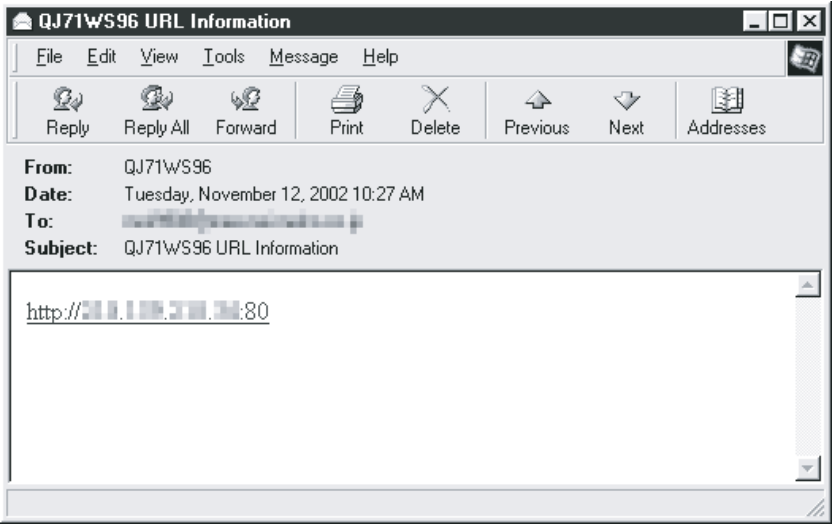 QJ71WS96 URL Information
File Edit View Tools Message Help
Reply Reply All Forward Print Delete Previous Next Addresses
From: QJ71WS96
Date: Tuesday, November 12, 2002 10:27 AM
To:
Subject: QJ71WS96 URL Information
http:// :80